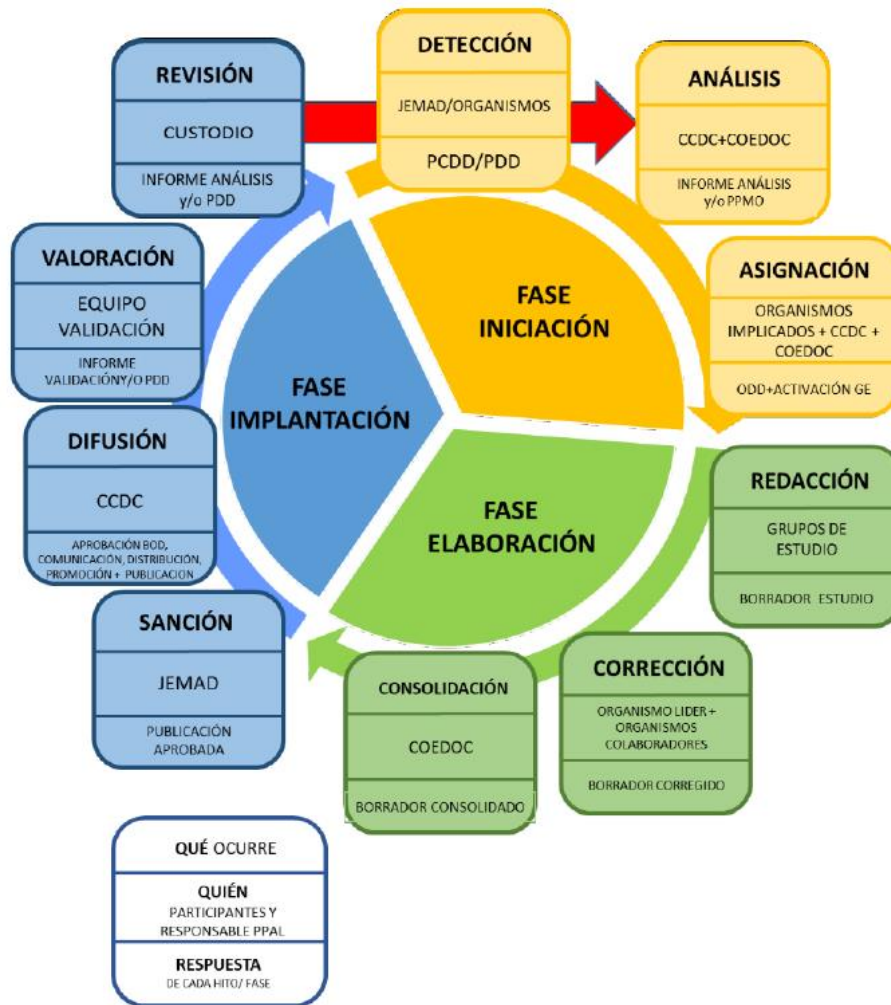 DETECCIÓN
JEMAD/ORGANISMOS
PCDD/PDD
ANÁLISIS
CCDC+COEDOC
INFORME ANÁLISIS
y/o PPMO
ASIGNACIÓN
ORGANISMOS
IMPLICADOS + CCDC +
COEDOC
ODD+ACTIVACIÓN GE
REDACCIÓN
GRUPOS DE
ESTUDIO
BORRADOR ESTUDIO
CORRECCIÓN
ORGANISMO LIDER +
ORGANISMOS
COLABORADORES
BORRADOR CORREGIDO
CONSOLIDACIÓN
COEDOC
BORRADOR CONSOLIDADO
SANCIÓN
JEMAD
PUBLICACIÓN
APROBADA
DIFUSIÓN
CCDC
APROBACIÓN BOD,
COMUNICACIÓN, DISTRIBUCIÓN,
PROMOCIÓN + PUBLICACION
VALORACIÓN
EQUIPO
VALIDACIÓN
INFORME
VALIDACIÓNY/O PDD
REVISIÓN
CUSTODIO
INFORME ANÁLISIS
y/o PDD
FASE
INICIACIÓN
FASE
ELABORACIÓN
FASE
IMPLANTACIÓN
QUÉ OCURRE
QUIÉN
PARTICIPANTES Y
RESPONSABLE PPAL
RESPUESTA
DE CADA HITO/ FASE